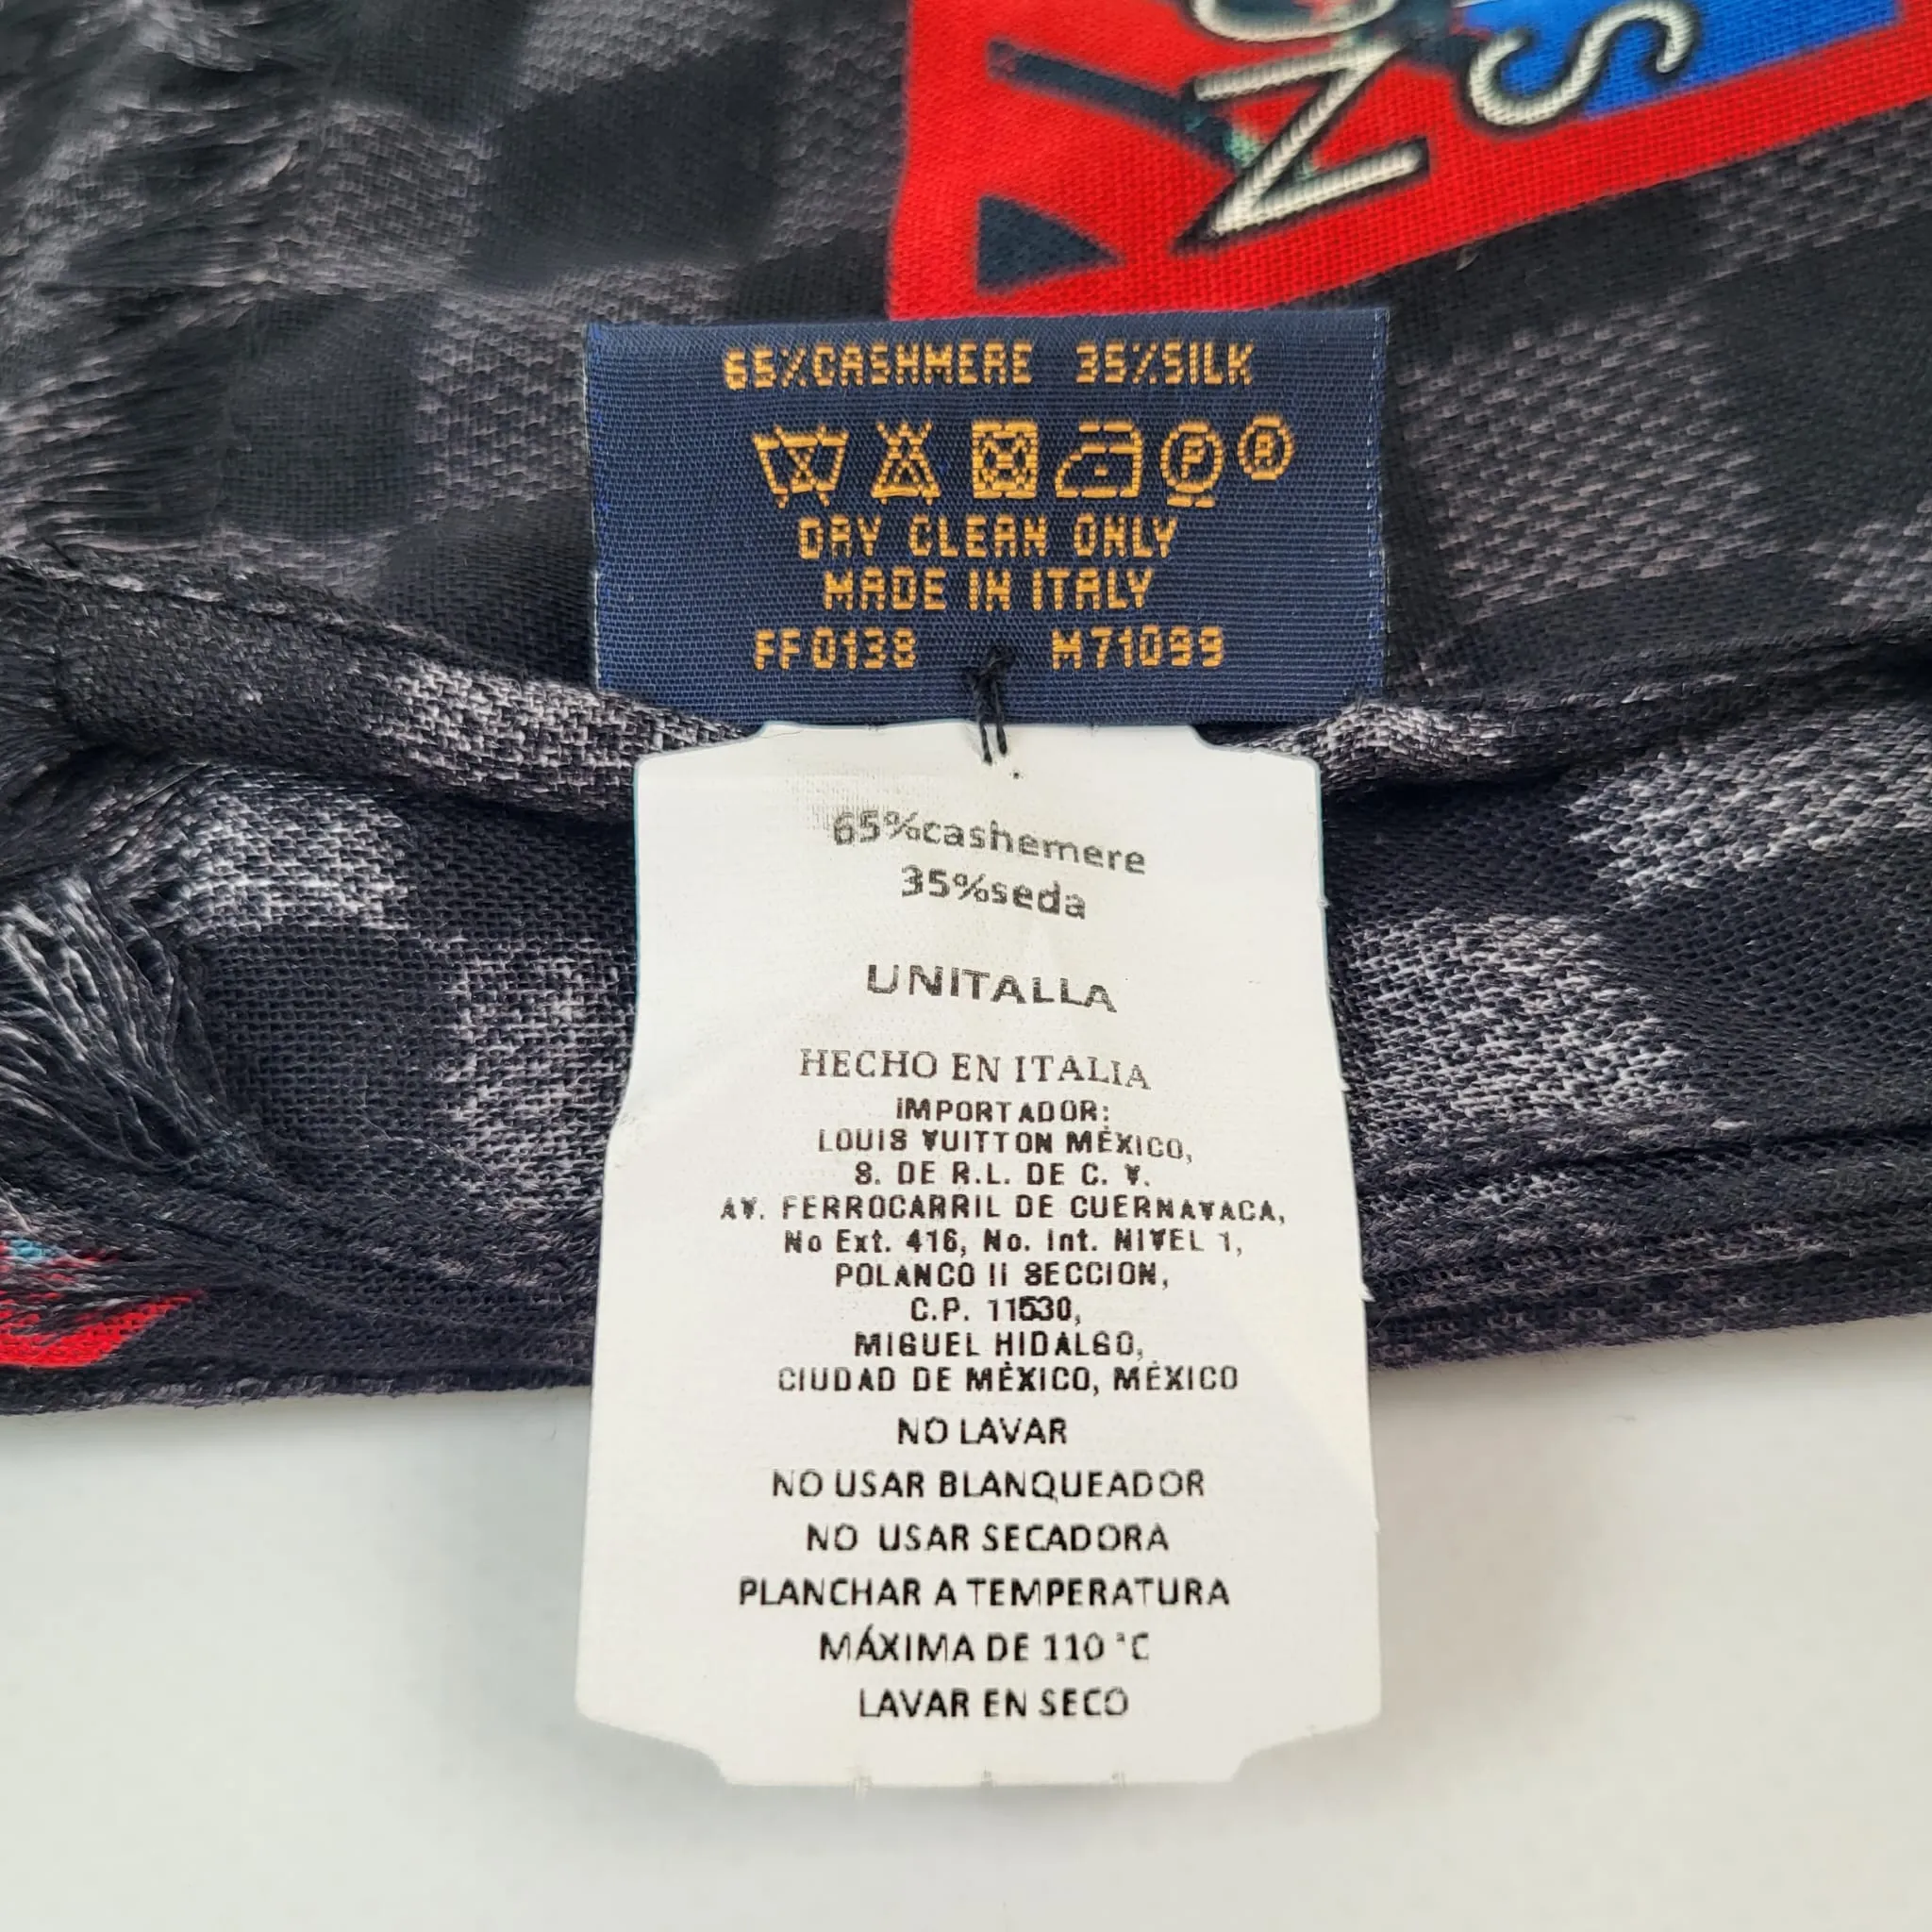 ON
S
65%CASHMERE 35%SILK
P R
DRY CLEAN ONLY
MADE IN ITALY
FF0138 M71099
65%cashemere
35%seda
UNITALLA
HECHO EN ITALIA
IMPORTADOR:
LOUIS VUITTON MÉXICO,
S. DE R.L. DE C. V.
AV. FERROCARRIL DE CUERNAVACA,
No Ext. 416, No. Int. NIVEL 1,
POLANCO II SECCION,
C.P. 11530,
MIGUEL HIDALGO,
CIUDAD DE MÉXICO, MÉXICO
NO LAVAR
NO USAR BLANQUEADOR
NO USAR SECADORA
PLANCHAR A TEMPERATURA
MÁXIMA DE 110 °C
LAVAR EN SECO